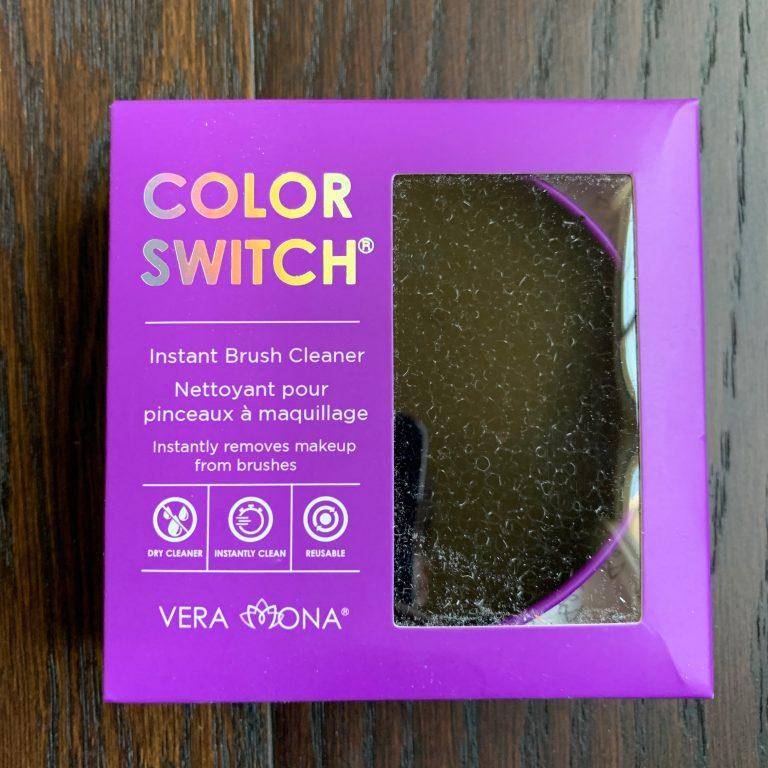 COLOR
SWITCH®
Instant Brush Cleaner
Nettoyant pour
pinceaux à maquillage
Instantly removes makeup
from brushes
DRY CLEANER INSTANTLY CLEAN REUSABLE
VERA MONA®